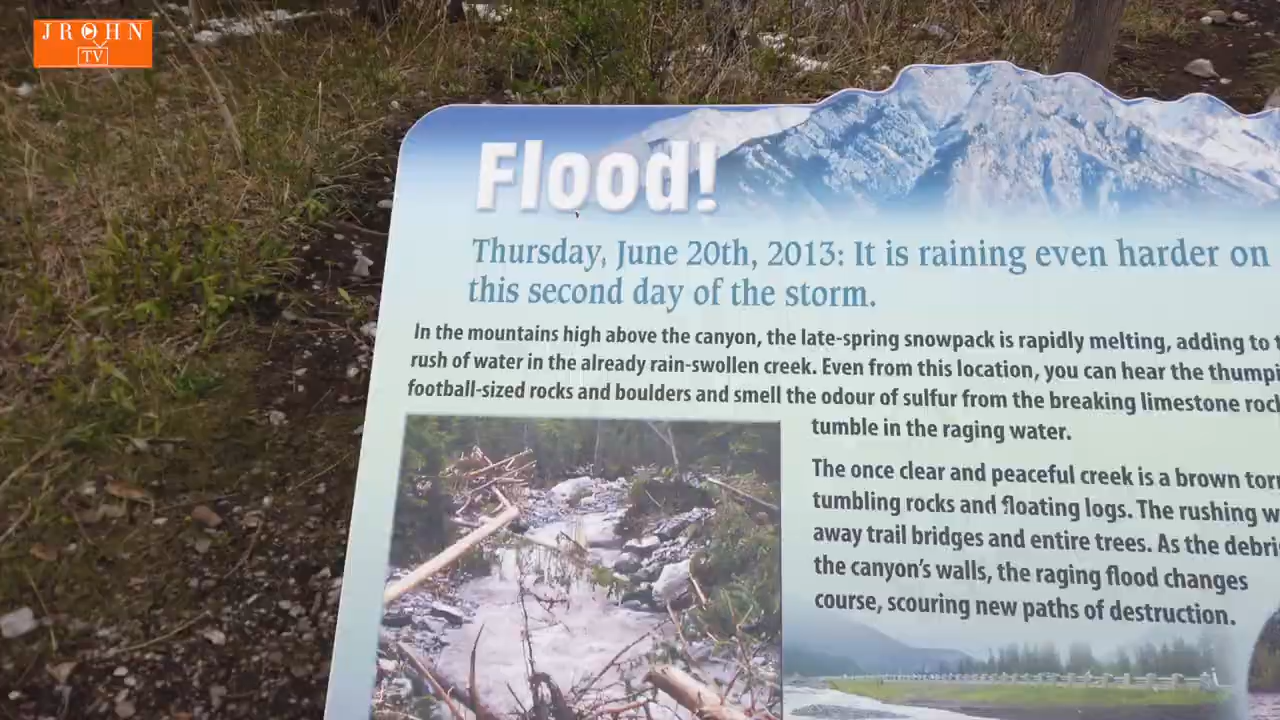 JROHN
TV
Flood!
Thursday, June 20th, 2013: It is raining even harder on
this second day of the storm.
In the mountains high above the canyon, the late-spring snowpack is rapidly melting, adding to
rush of water in the already rain-swollen creek. Even from this location, you can hear the
football-sized rocks and boulders and smell the odour of sulfur from the breaking limestone
tumble in the raging water.
The once clear and peaceful creek is a brown
tumbling rocks and floating logs. The rushing
away trail bridges and entire trees. As the
the canyon's walls, the raging flood changes
course, scouring new paths of destruction.